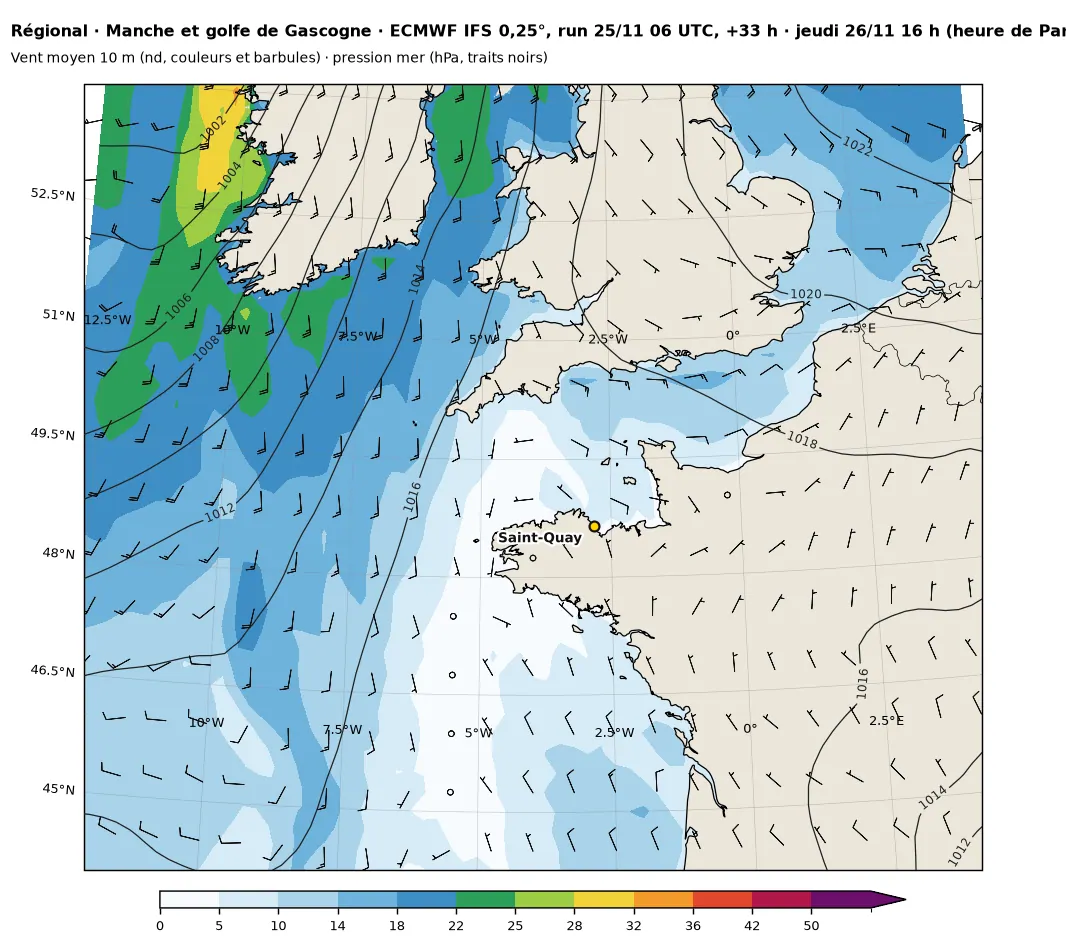 Régional · Manche et golfe de Gascogne · ECMWF IFS 0,25°, run 25/11 06 UTC, +33 h · jeudi 26/11 16 h (heure de Par
Vent moyen 10 m (nd, couleurs et barbules) · pression mer (hPa, traits noirs)
1002
1022
1004
52.5°N
1014
1006
1020
51°N
12.5°W
10°W
7.5°W
5°W
2.5°W
0°
2.5°E
1008
49.5°N
1018
1016
1012
48°N
Saint-Quay
46.5°N
1016
10°W
7.5°W
5°W
2.5°W
0°
2.5°E
45°N
1014
1012
0
5
10
14
18
22
25
28
32
36
42
50